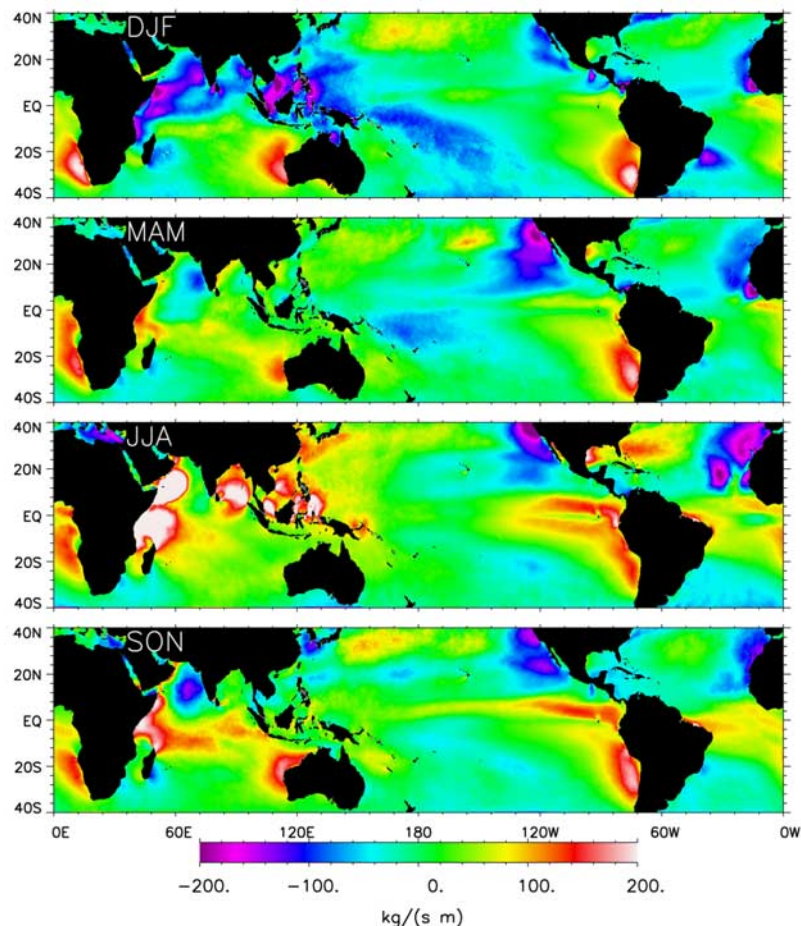 40N
DJF
20N
EQ
20S
40S
40N
MAM
20N
EQ
20S
40S
40N
JJA
20N
EQ
20S
40S
40N
SON
20N
EQ
20S
40S
0E 60E 120E 180 120W 60W 0W
−200. −100. 0. 100. 200.
kg/(s m)